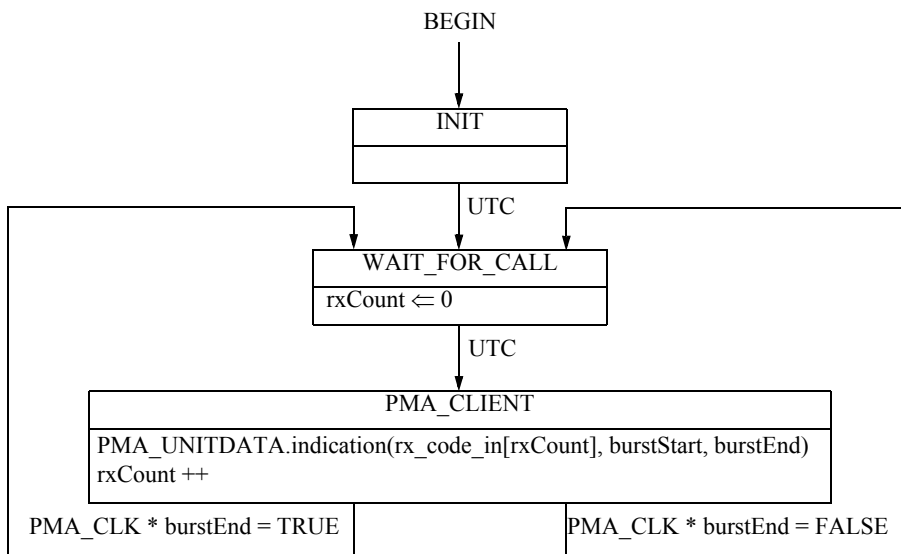 BEGIN
INIT
UTC
WAIT_FOR_CALL
rxCount ⇐ 0
UTC
PMA_CLIENT
PMA_UNITDATA.indication(rx_code_in[rxCount], burstStart, burstEnd)
rxCount ++
PMA_CLK * burstEnd = TRUE
PMA_CLK * burstEnd = FALSE